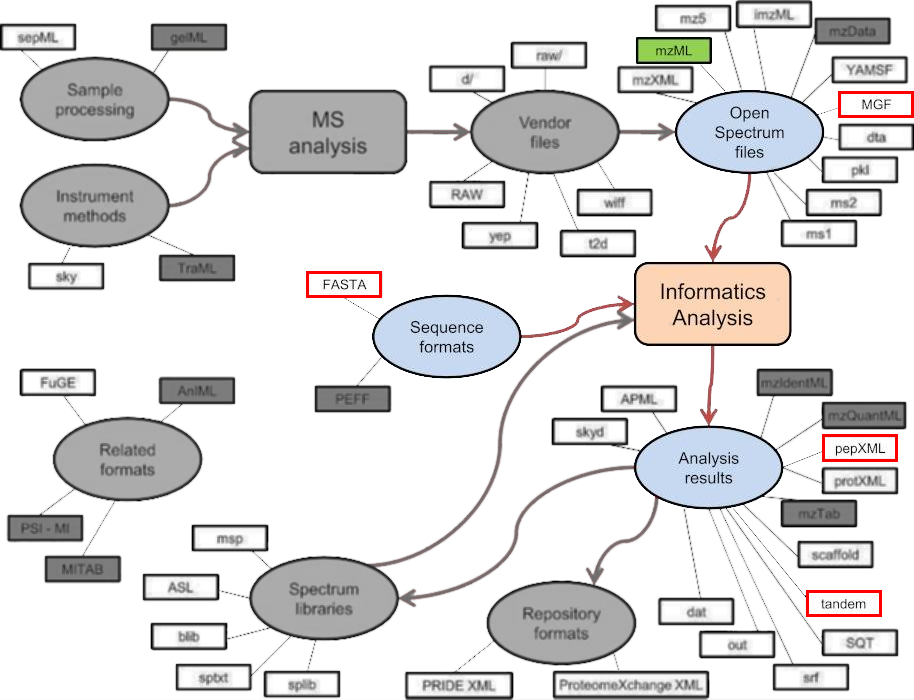 sepML
gelML
Sample
processing
MS
analysis
Instrument
methods
sky
TraML
d/
raw/
Vendor
files
RAW
yep
t2d
wiff
mz5
imzML
mzML
mzData
mzXML
YAMSF
MGF
Open
Spectrum
files
dta
pkl
ms2
ms1
FASTA
Sequence
formats
PEFF
Informatics
Analysis
FuGE
AnIML
Related
formats
PSI - MI
MITAB
APML
mzIdentML
mzQuantML
skyd
pepXML
Analysis
results
protXML
mzTab
scaffold
tandem
SQT
srf
out
dat
msp
ASL
Spectrum
libraries
blib
sptxt
splib
Repository
formats
PRIDE XML
ProteomeXchange XML